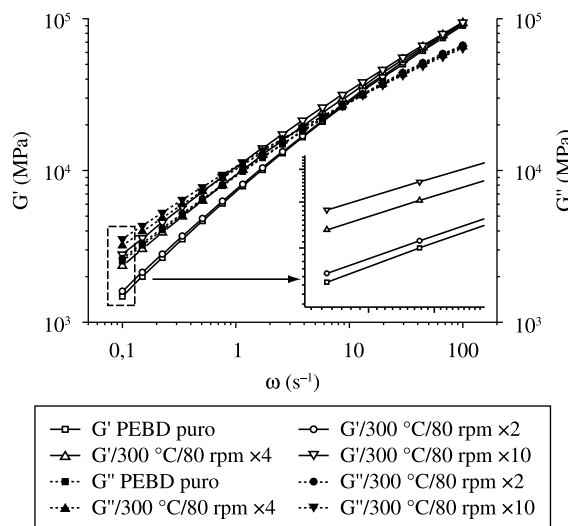 10⁵
10⁵
G' (MPa)
G'' (MPa)
10⁴
10⁴
10³
10³
0,1
1
10
100
ω (s⁻¹)
G' PEBD puro
G'/300 °C/80 rpm ×2
G'/300 °C/80 rpm ×4
G'/300 °C/80 rpm ×10
G'' PEBD puro
G''/300 °C/80 rpm ×2
G''/300 °C/80 rpm ×4
G''/300 °C/80 rpm ×10